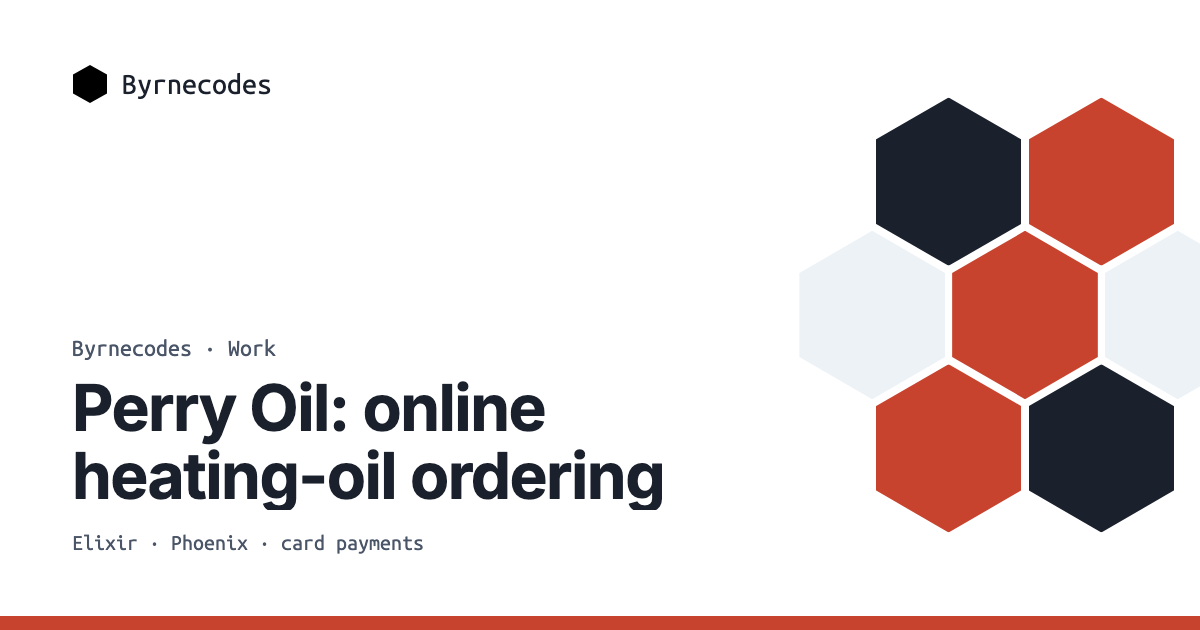 Byrnecodes
Byrnecodes · Work
Perry Oil: online
heating-oil ordering
Elixir · Phoenix · card payments